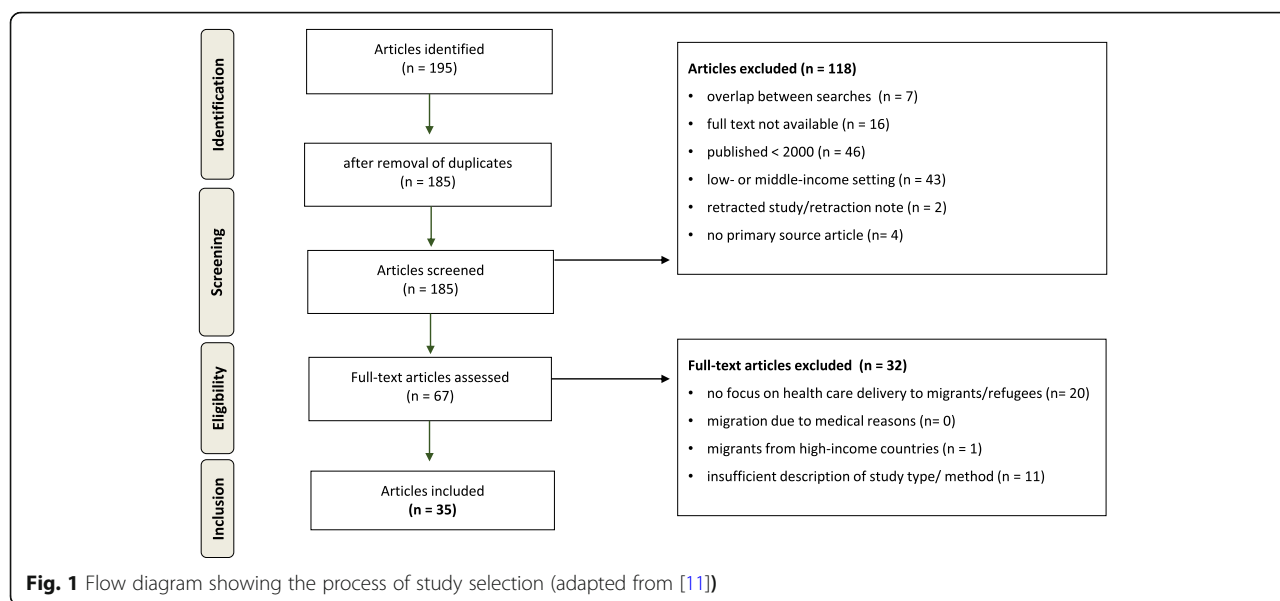 Identification
Articles identified
(n = 195)
after removal of duplicates
(n = 185)
Screening
Articles screened
(n = 185)
Articles excluded (n = 118)
• overlap between searches (n = 7)
• full text not available (n = 16)
• published < 2000 (n = 46)
• low- or middle-income setting (n = 43)
• retracted study/retraction note (n = 2)
• no primary source article (n= 4)
Eligibility
Full-text articles assessed
(n = 67)
Full-text articles excluded (n = 32)
• no focus on health care delivery to migrants/refugees (n= 20)
• migration due to medical reasons (n= 0)
• migrants from high-income countries (n = 1)
• insufficient description of study type/ method (n = 11)
Inclusion
Articles included
(n = 35)
Fig. 1 Flow diagram showing the process of study selection (adapted from [11])